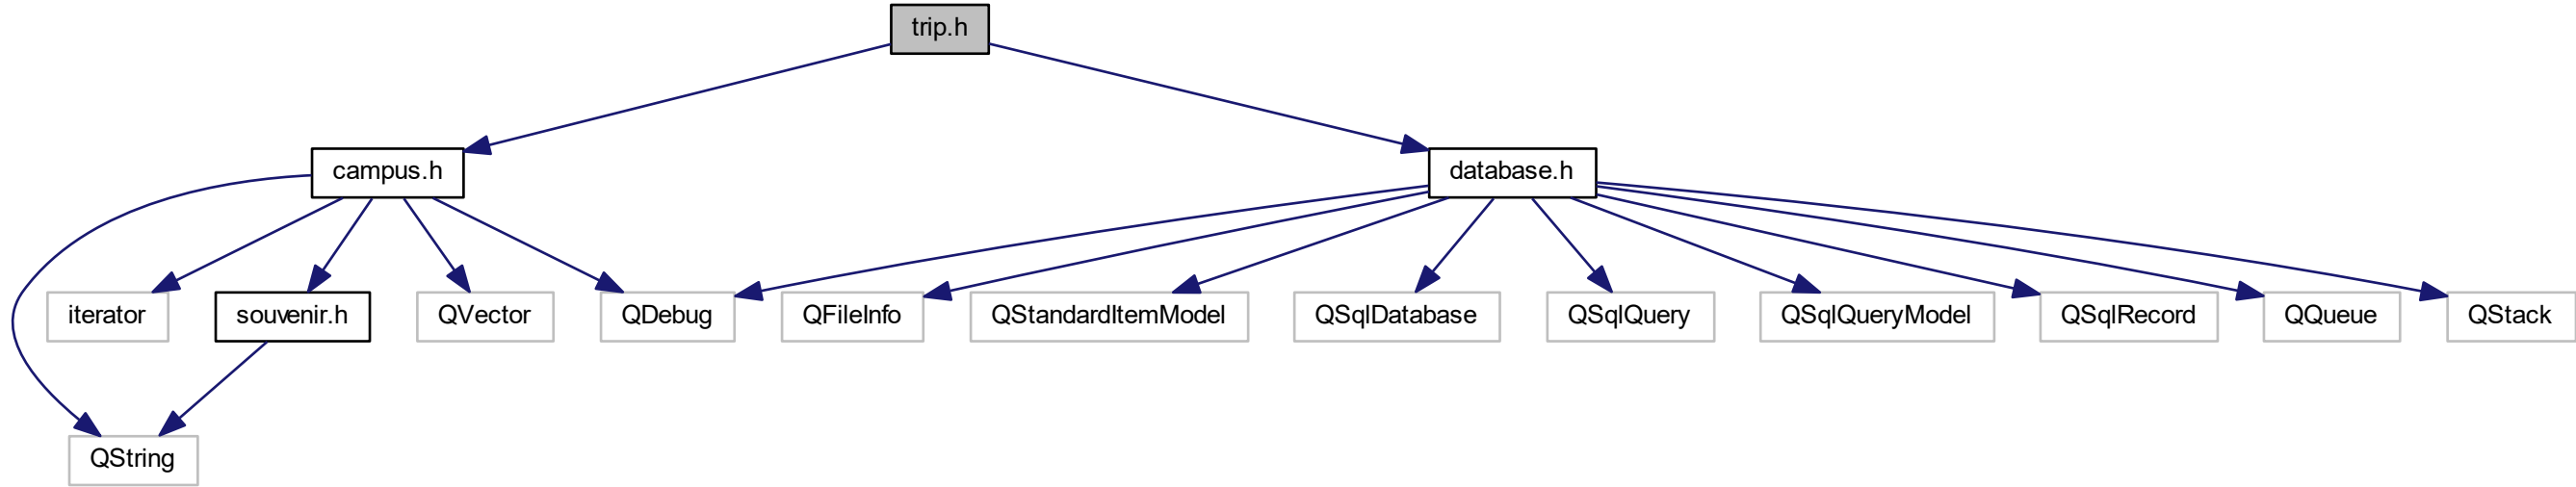 trip.h
campus.h
database.h
iterator
souvenir.h
QVector
QDebug
QFileInfo
QStandardItemModel
QSqlDatabase
QSqlQuery
QSqlQueryModel
QSqlRecord
QQueue
QStack
QString